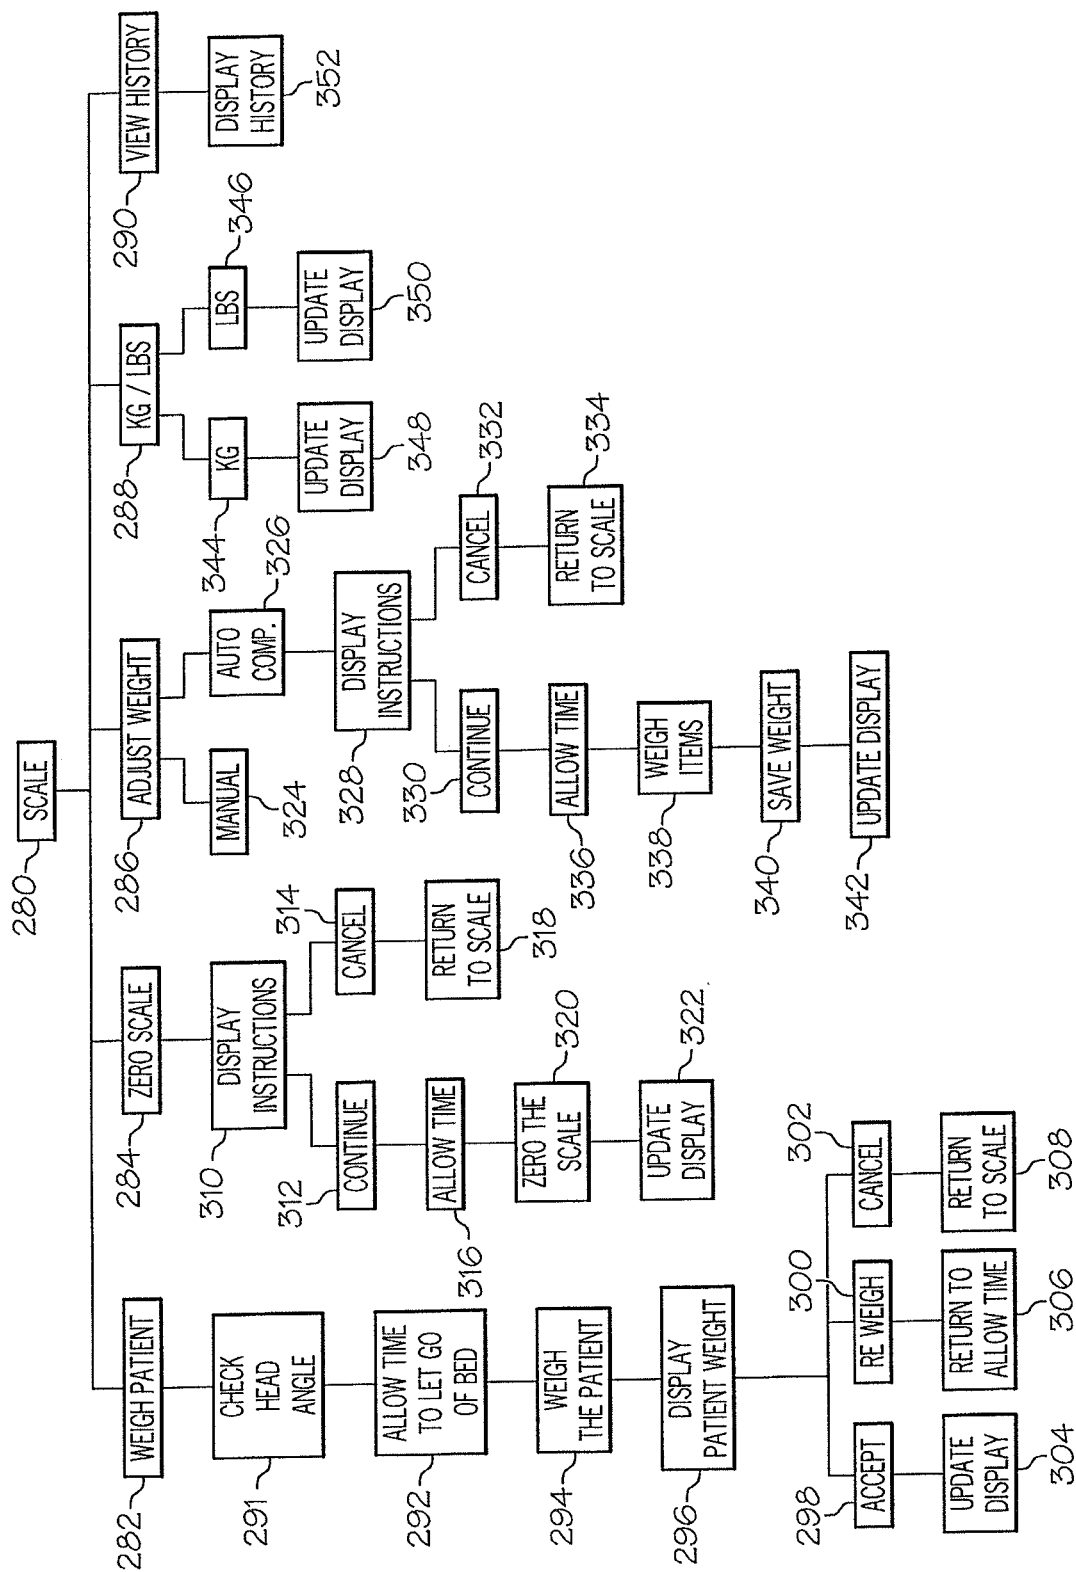 280
SCALE
282
WEIGH PATIENT
284
ZERO SCALE
286
ADJUST WEIGHT
288
KG / LBS
290
VIEW HISTORY
291
CHECK
HEAD
ANGLE
292
ALLOW TIME
TO LET GO
OF BED
294
WEIGH
THE PATIENT
296
DISPLAY
PATIENT WEIGHT
298
ACCEPT
300
RE WEIGH
302
CANCEL
UPDATE
DISPLAY
304
RETURN TO
ALLOW TIME
306
RETURN
TO SCALE
308
310
DISPLAY
INSTRUCTIONS
312
CONTINUE
314
CANCEL
316
ALLOW TIME
RETURN
TO SCALE
318
ZERO THE
SCALE
320
UPDATE
DISPLAY
322
MANUAL
324
AUTO
COMP.
326
328
DISPLAY
INSTRUCTIONS
330
CONTINUE
CANCEL
332
RETURN
TO SCALE
334
336
ALLOW TIME
338
WEIGH
ITEMS
340
SAVE WEIGHT
342
UPDATE DISPLAY
344
KG
LBS
346
UPDATE
DISPLAY
348
UPDATE
DISPLAY
350
DISPLAY
HISTORY
352